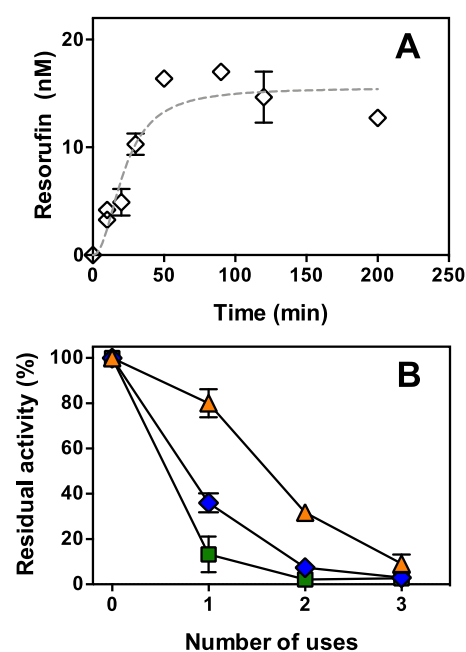 A
Resorufin (nM)
20
10
0
0 50 100 150 200 250
Time (min)
B
Residual activity (%)
100
80
60
40
20
0
0 1 2 3
Number of uses